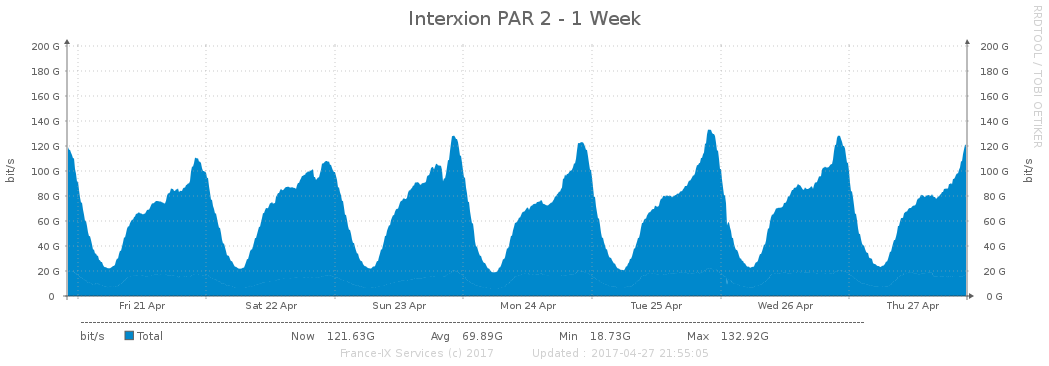 Interxion PAR 2 - 1 Week
RRDTOOL / TOBI OETIKER
bit/s
200 G 200 G
180 G 180 G
160 G 160 G
140 G 140 G
120 G 120 G
100 G 100 G
80 G 80 G
60 G 60 G
40 G 40 G
20 G 20 G
0 0 G
bit/s
Fri 21 Apr Sat 22 Apr Sun 23 Apr Mon 24 Apr Tue 25 Apr Wed 26 Apr Thu 27 Apr
bit/s Total Now 121.63G Avg 69.89G Min 18.73G Max 132.92G
France-IX Services (c) 2017 Updated : 2017-04-27 21:55:05